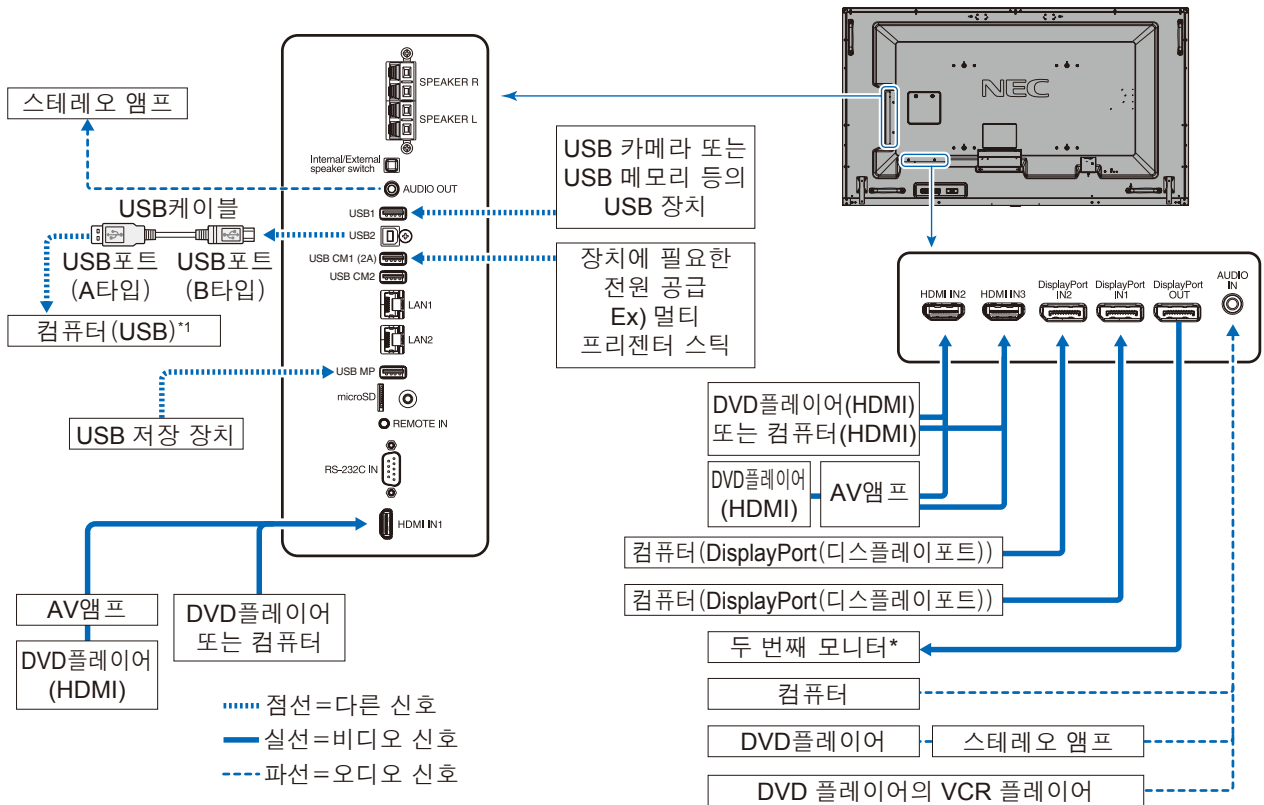 SPEAKER R
SPEAKER L
Internal/External
speaker switch
AUDIO OUT
USB1
USB2
USB CM1 (2A)
USB CM2
LAN1
LAN2
USB MP
microSD
REMOTE IN
RS-232C IN
HDMI IN1
스테레오 앰프
USB케이블
USB포트
(A타입)
USB포트
(B타입)
컴퓨터(USB)*1
USB 저장 장치
AV앰프
DVD플레이어
(HDMI)
DVD플레이어
또는 컴퓨터
USB 카메라 또는
USB 메모리 등의
USB 장치
장치에 필요한
전원 공급
Ex) 멀티
프리젠터 스틱
점선=다른 신호
실선=비디오 신호
파선=오디오 신호
NEC
HDMI IN2
HDMI IN3
DisplayPort
IN2
DisplayPort
IN1
DisplayPort
OUT
AUDIO
IN
DVD플레이어(HDMI)
또는 컴퓨터(HDMI)
DVD플레이어
(HDMI)
AV앰프
컴퓨터(DisplayPort(디스플레이포트))
컴퓨터(DisplayPort(디스플레이포트))
두 번째 모니터*
컴퓨터
DVD플레이어
스테레오 앰프
DVD 플레이어의 VCR 플레이어